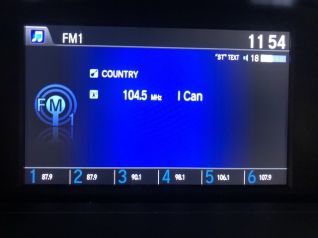 FM1 11 54
"BT" TEXT 18
COUNTRY
104.5 MHz I Can
FM 1
1 87.9 2 87.9 3 90.1 4 98.1 5 106.1 6 107.9